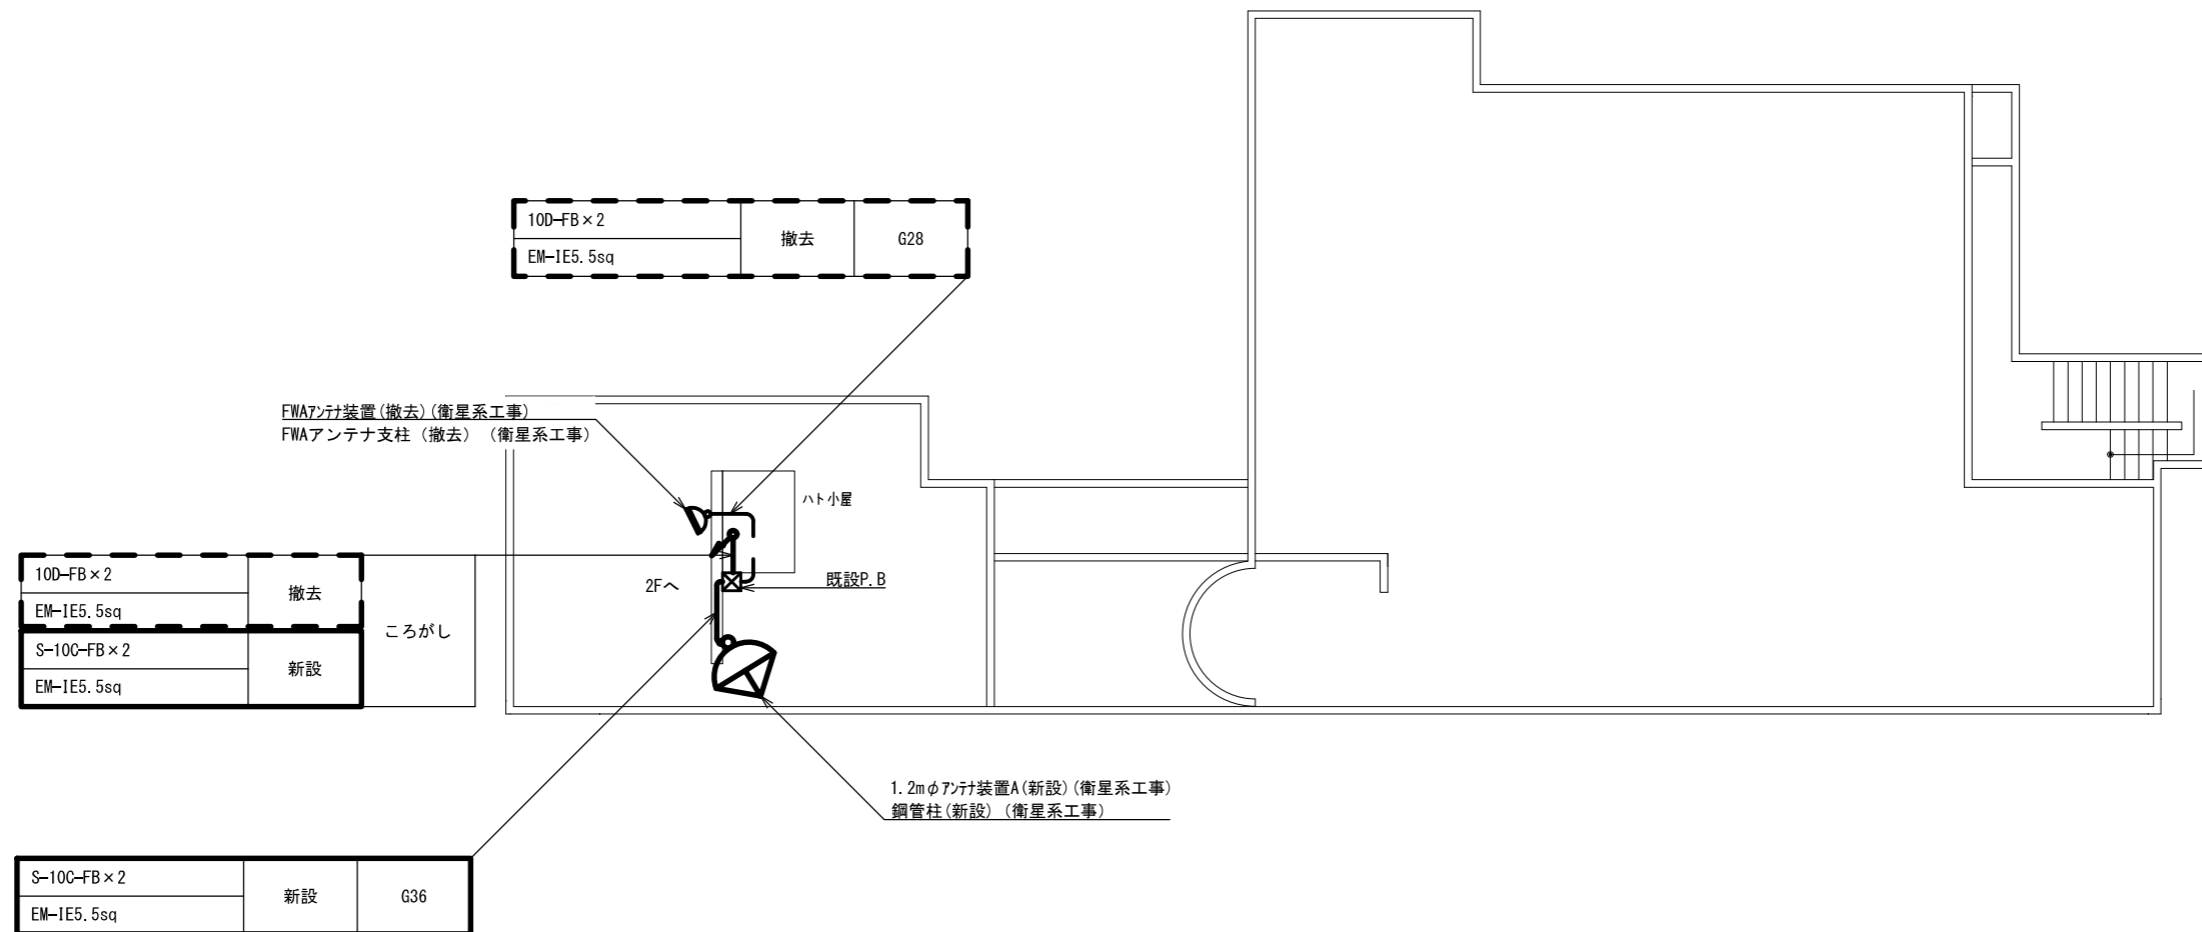 10D-FB×2
EM-IE5.5sq
撤去
G28
FWAｱﾝﾃﾅ装置(撤去)(衛星系工事)
FWAアンテナ支柱（撤去）（衛星系工事）
ハト小屋
2Fへ
既設P.B
10D-FB×2
EM-IE5.5sq
撤去
S-10C-FB×2
EM-IE5.5sq
新設
ころがし
1.2mφｱﾝﾃﾅ装置A(新設)(衛星系工事)
鋼管柱(新設)（衛星系工事）
S-10C-FB×2
EM-IE5.5sq
新設
G36